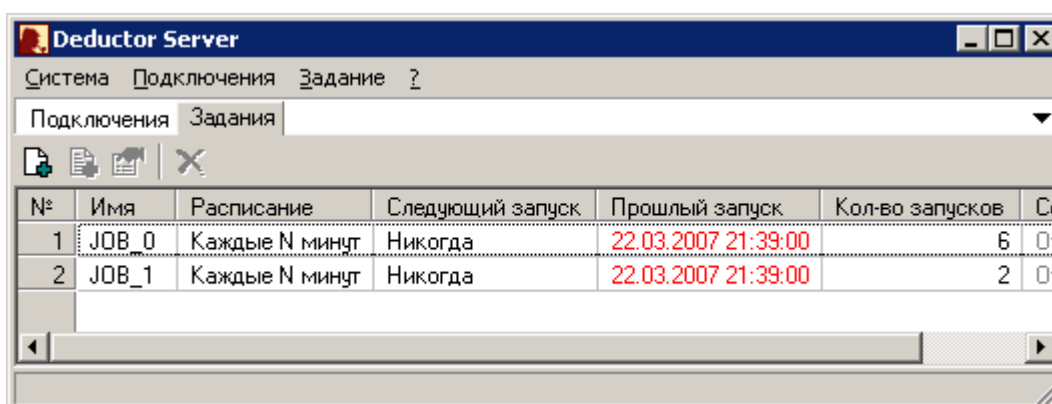 Deductor Server
Система Подключения Задание ?
Подключения Задания
№ Имя Расписание Следующий запуск Прошлый запуск Кол-во запусков
1 JOB_0 Каждые N минут Никогда 22.03.2007 21:39:00 6
2 JOB_1 Каждые N минут Никогда 22.03.2007 21:39:00 2